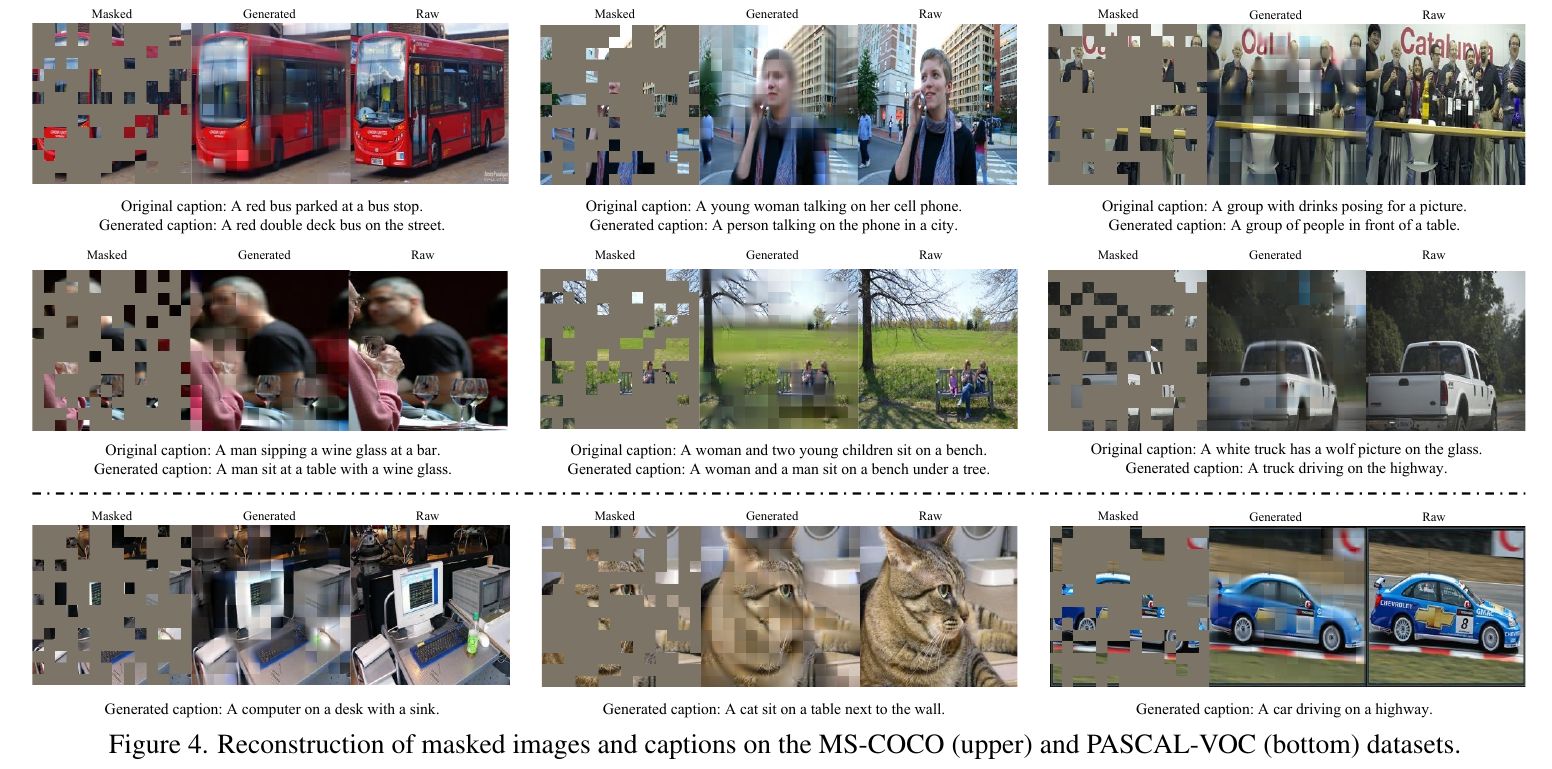 Masked Generated Raw
Masked Generated Raw
Masked Generated Raw
Catalunya
Original caption: A red bus parked at a bus stop.
Generated caption: A red double deck bus on the street.
Original caption: A young woman talking on her cell phone.
Generated caption: A person talking on the phone in a city.
Original caption: A group with drinks posing for a picture.
Generated caption: A group of people in front of a table.
Masked Generated Raw
Masked Generated Raw
Masked Generated Raw
Original caption: A man sipping a wine glass at a bar.
Generated caption: A man sit at a table with a wine glass.
Original caption: A woman and two young children sit on a bench.
Generated caption: A woman and a man sit on a bench under a tree.
Original caption: A white truck has a wolf picture on the glass.
Generated caption: A truck driving on the highway.
Masked Generated Raw
Masked Generated Raw
Masked Generated Raw
CHEVROLET
8
Generated caption: A computer on a desk with a sink.
Generated caption: A cat sit on a table next to the wall.
Generated caption: A car driving on a highway.
Figure 4. Reconstruction of masked images and captions on the MS-COCO (upper) and PASCAL-VOC (bottom) datasets.